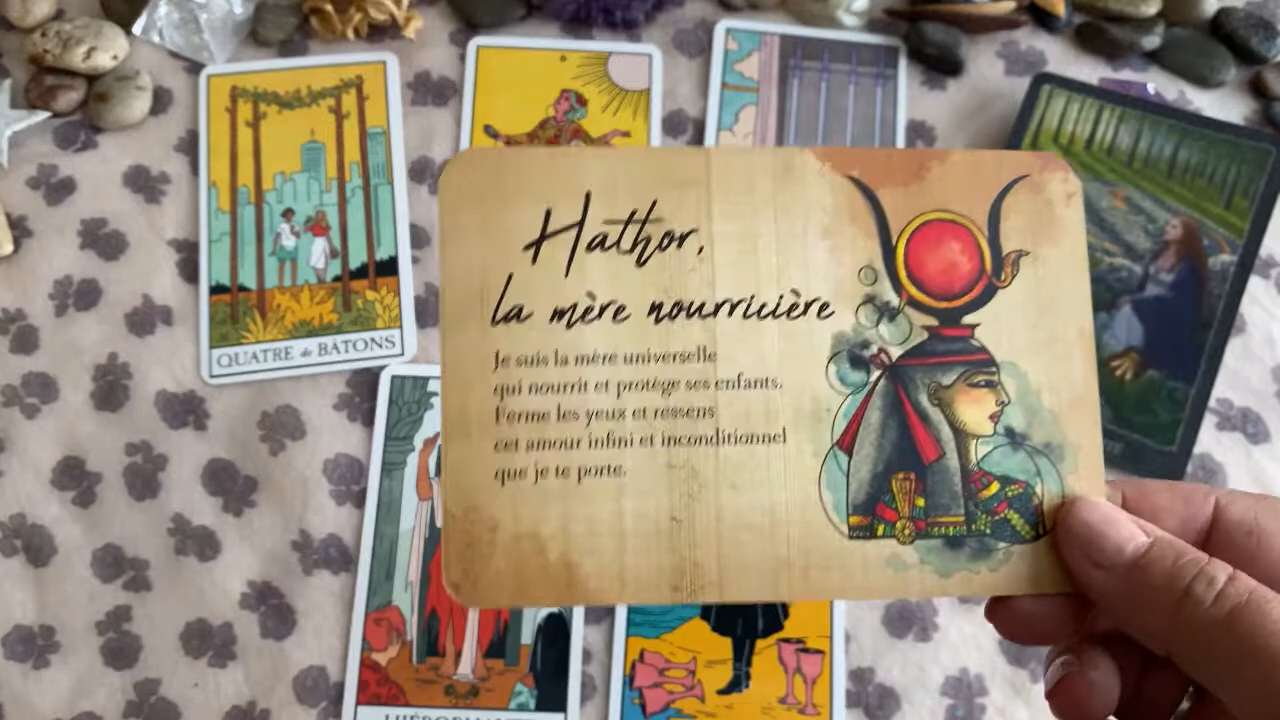 QUATRE de BÂTONS
Hathor,
la mère nourricière
Je suis la mère universelle
qui nourrit et protège ses enfants.
Ferme les yeux et ressens
cet amour infini et inconditionnel
que je te porte.